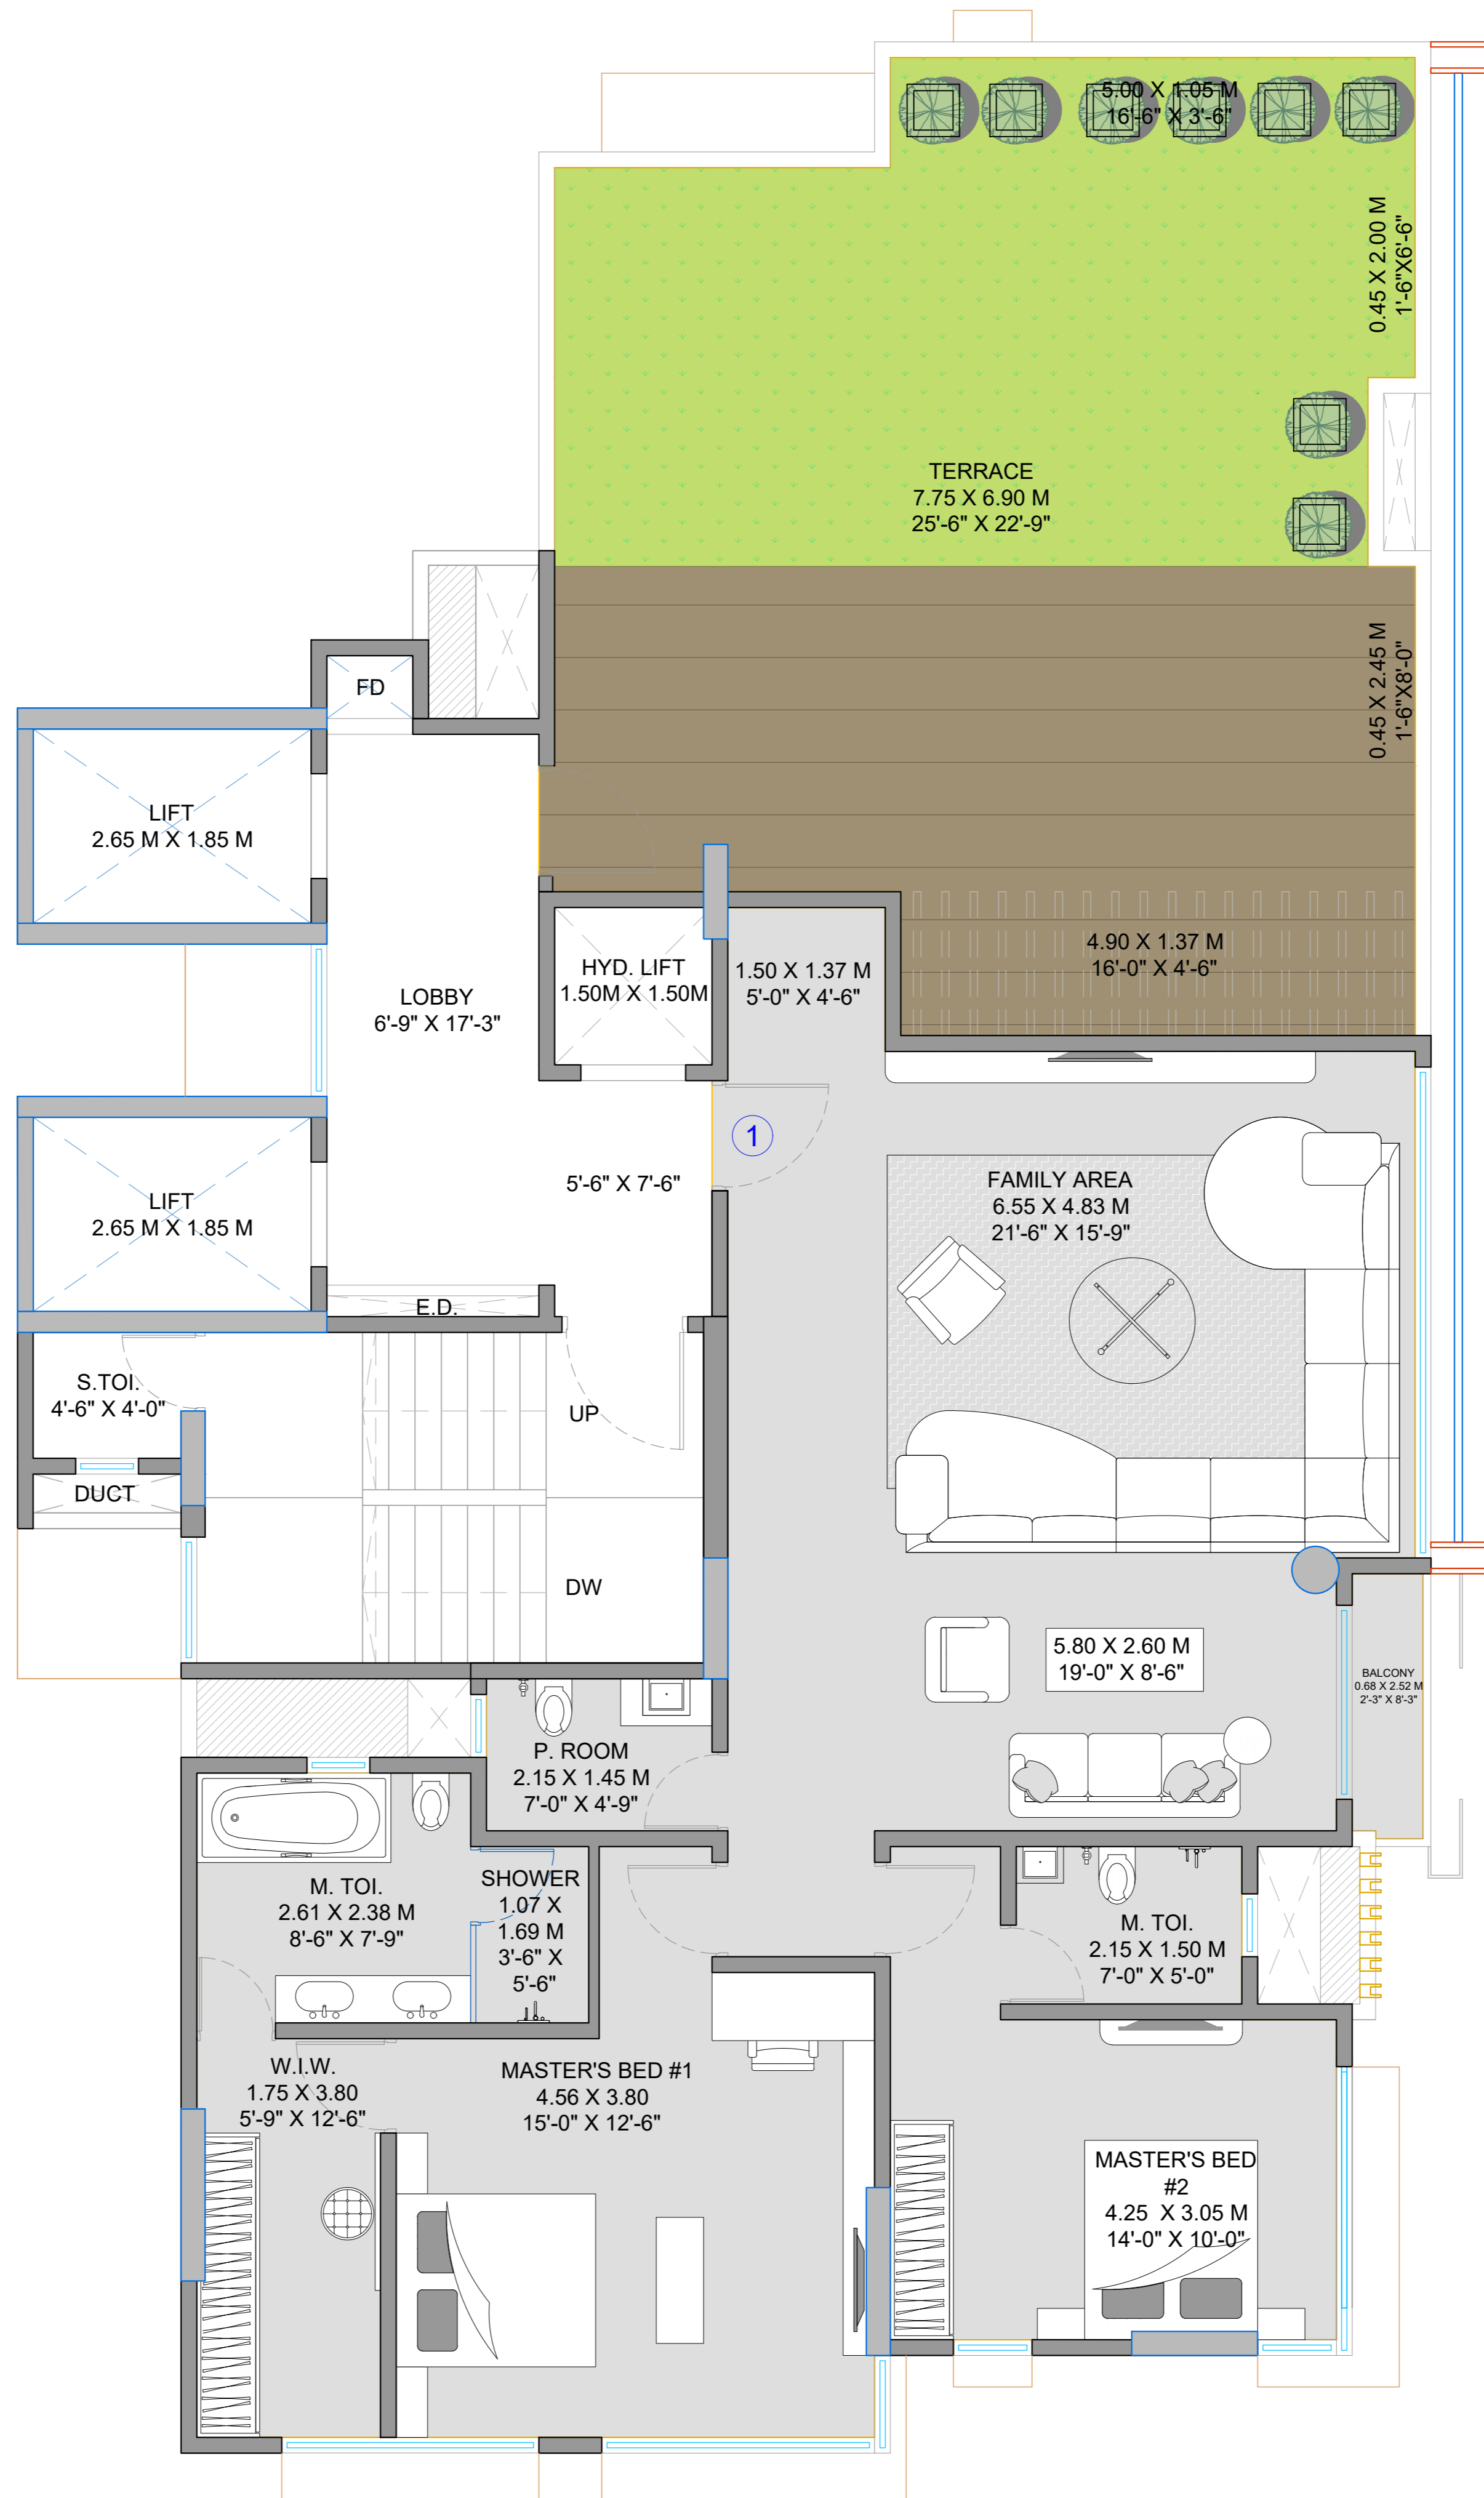 5.00 X 1.05 M
16'-6" X 3'-6"
0.45 X 2.00 M
1'-6"X6'-6"
TERRACE
7.75 X 6.90 M
25'-6" X 22'-9"
0.45 X 2.45 M
1'-6"X8'-0"
FD
LIFT
2.65 M X 1.85 M
4.90 X 1.37 M
16'-0" X 4'-6"
HYD. LIFT
1.50M X 1.50M
1.50 X 1.37 M
5'-0" X 4'-6"
LOBBY
6'-9" X 17'-3"
1
5'-6" X 7'-6"
FAMILY AREA
6.55 X 4.83 M
21'-6" X 15'-9"
LIFT
2.65 M X 1.85 M
E.D.
S.TOI.
4'-6" X 4'-0"
UP
DUCT
DW
5.80 X 2.60 M
19'-0" X 8'-6"
BALCONY
0.68 X 2.52 M
2'-3" X 8'-3"
P. ROOM
2.15 X 1.45 M
7'-0" X 4'-9"
M. TOI.
2.61 X 2.38 M
8'-6" X 7'-9"
SHOWER
1.07 X
1.69 M
3'-6" X
5'-6"
M. TOI.
2.15 X 1.50 M
7'-0" X 5'-0"
W.I.W.
1.75 X 3.80
5'-9" X 12'-6"
MASTER'S BED #1
4.56 X 3.80
15'-0" X 12'-6"
MASTER'S BED
#2
4.25 X 3.05 M
14'-0" X 10'-0"